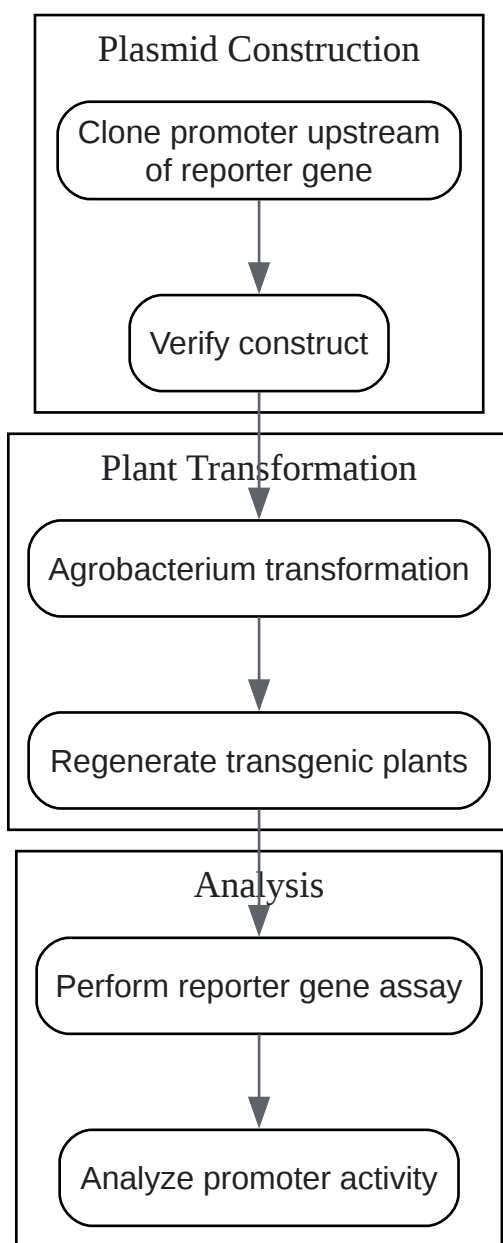 Plasmid Construction
Clone promoter upstream
of reporter gene
Verify construct
Plant Transformation
Agrobacterium transformation
Regenerate transgenic plants
Analysis
Perform reporter gene assay
Analyze promoter activity